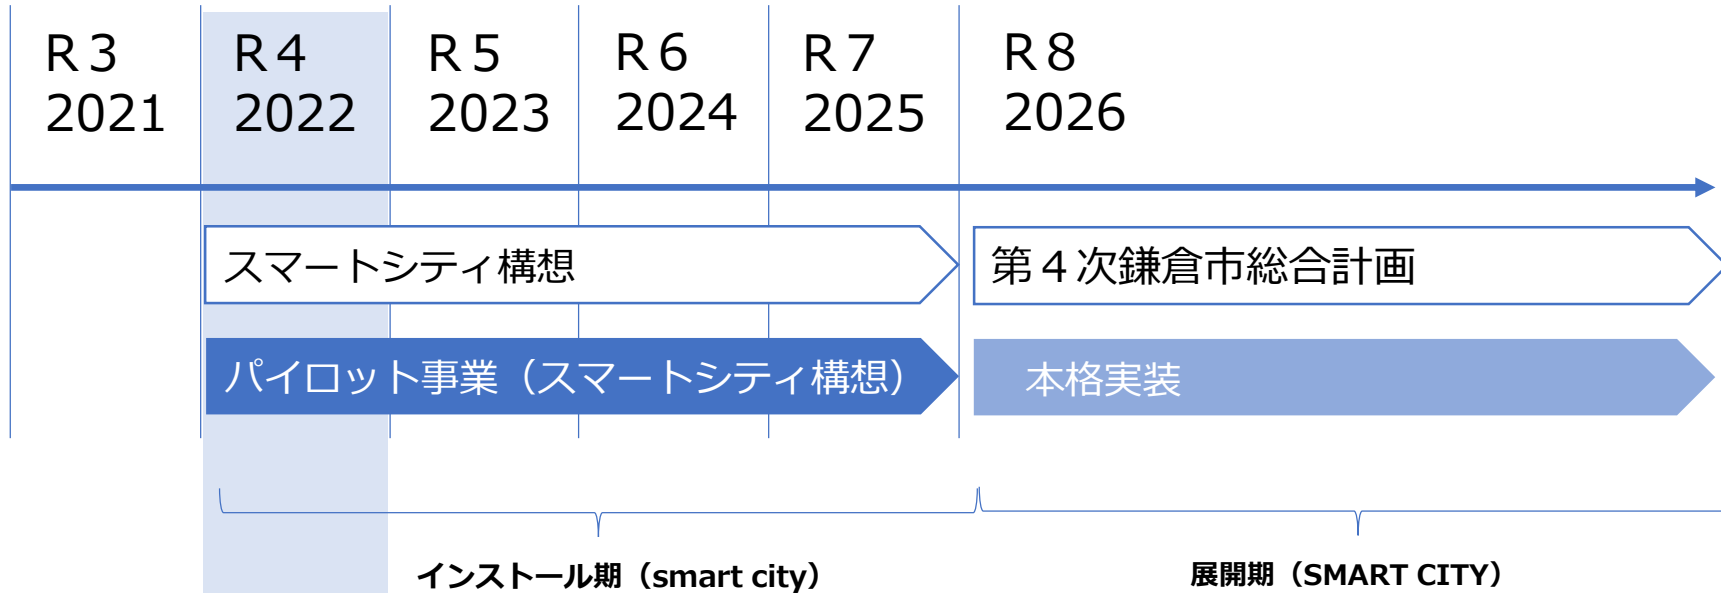 R３
2021
R４
2022
R５
2023
R６
2024
R７
2025
R８
2026
スマートシティ構想
第４次鎌倉市総合計画
パイロット事業（スマートシティ構想）
本格実装
インストール期（smart city）
展開期（SMART CITY）